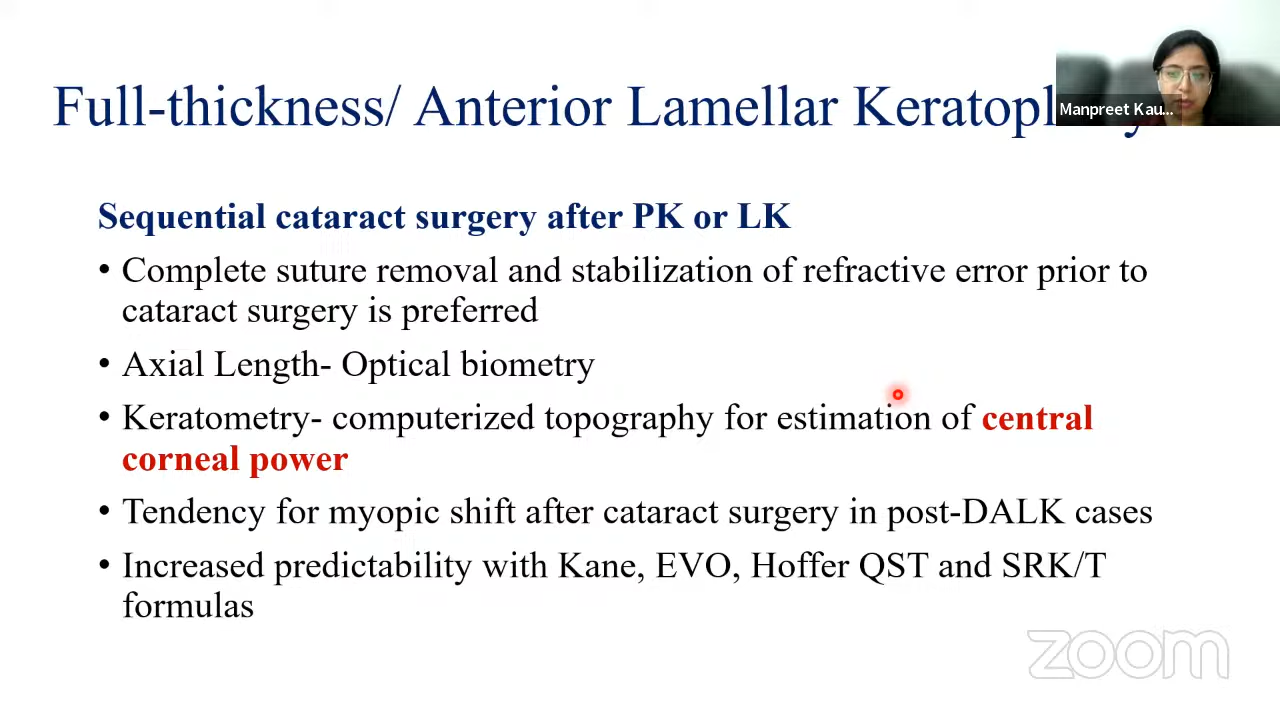 Full-thickness/ Anterior Lamellar Keratopl
Manpreet Kau...
Sequential cataract surgery after PK or LK
• Complete suture removal and stabilization of refractive error prior to
cataract surgery is preferred
• Axial Length- Optical biometry
• Keratometry- computerized topography for estimation of central
corneal power
• Tendency for myopic shift after cataract surgery in post-DALK cases
• Increased predictability with Kane, EVO, Hoffer QST and SRK/T
formulas
zoom